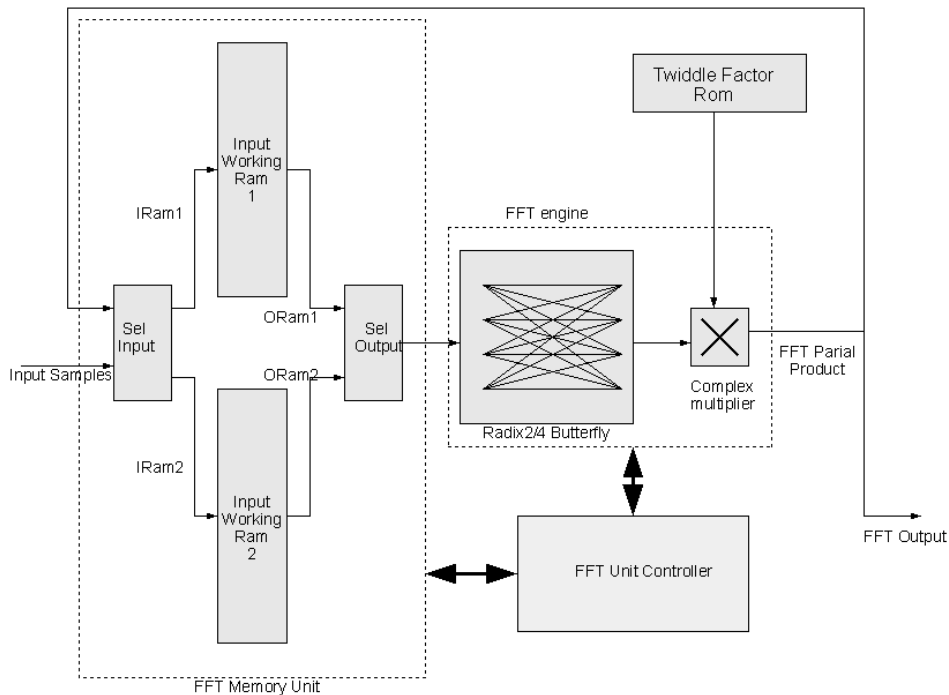 Twiddle Factor
Rom
Input
Working
Ram
1
FFT engine
IRam1
ORam1
Sel
Input
Sel
Output
Input Samples
ORam2
FFT Parial
Product
Complex
multiplier
Radix2/4 Butterfly
IRam2
Input
Working
Ram
2
FFT Output
FFT Unit Controller
FFT Memory Unit